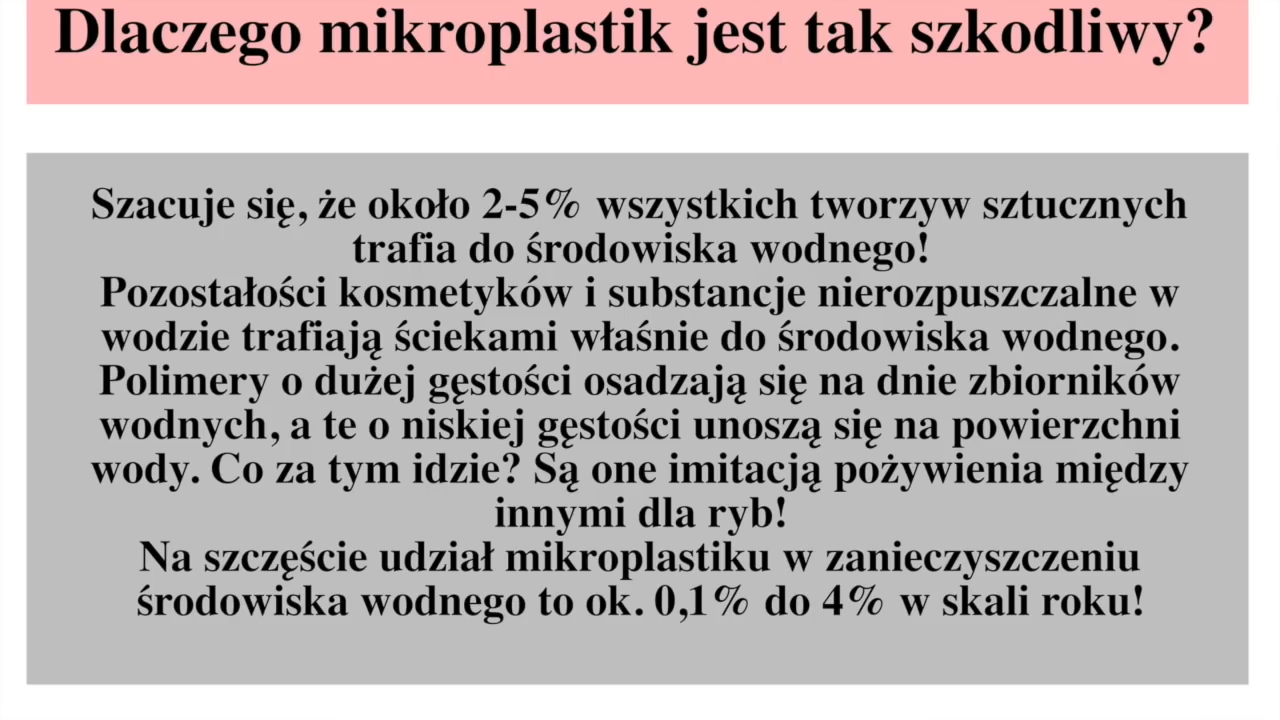 Dlaczego mikroplastik jest tak szkodliwy?
Szacuje się, że około 2-5% wszystkich tworzyw sztucznych
trafia do środowiska wodnego!
Pozostałości kosmetyków i substancje nierozpuszczalne w
wodzie trafiają ściekami właśnie do środowiska wodnego.
Polimery o dużej gęstości osadzają się na dnie zbiorników
wodnych, a te o niskiej gęstości unoszą się na powierzchni
wody. Co za tym idzie? Są one imitacją pożywienia między
innymi dla ryb!
Na szczęście udział mikroplastiku w zanieczyszczeniu
środowiska wodnego to ok. 0,1% do 4% w skali roku!